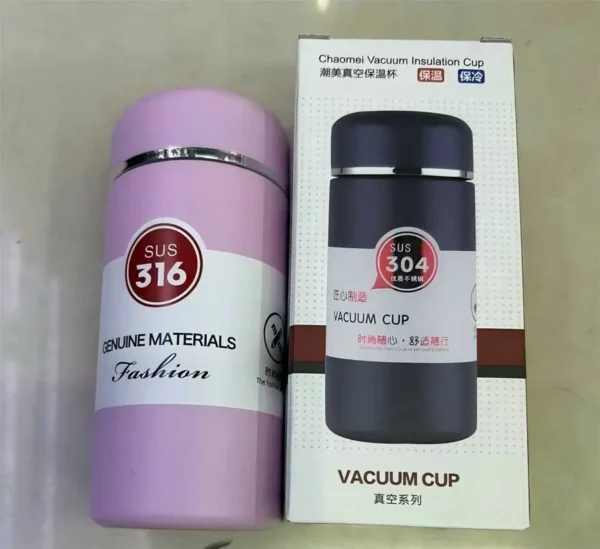 SUS
316
GENUINE MATERIALS
Fashion
时尚
Chaomei Vacuum Insulation Cup
潮美真空保温杯
保温
保冷
SUS
304
优质不锈钢
匠心制造
VACUUM CUP
时尚随心·舒适随行
VACUUM CUP
真空系列